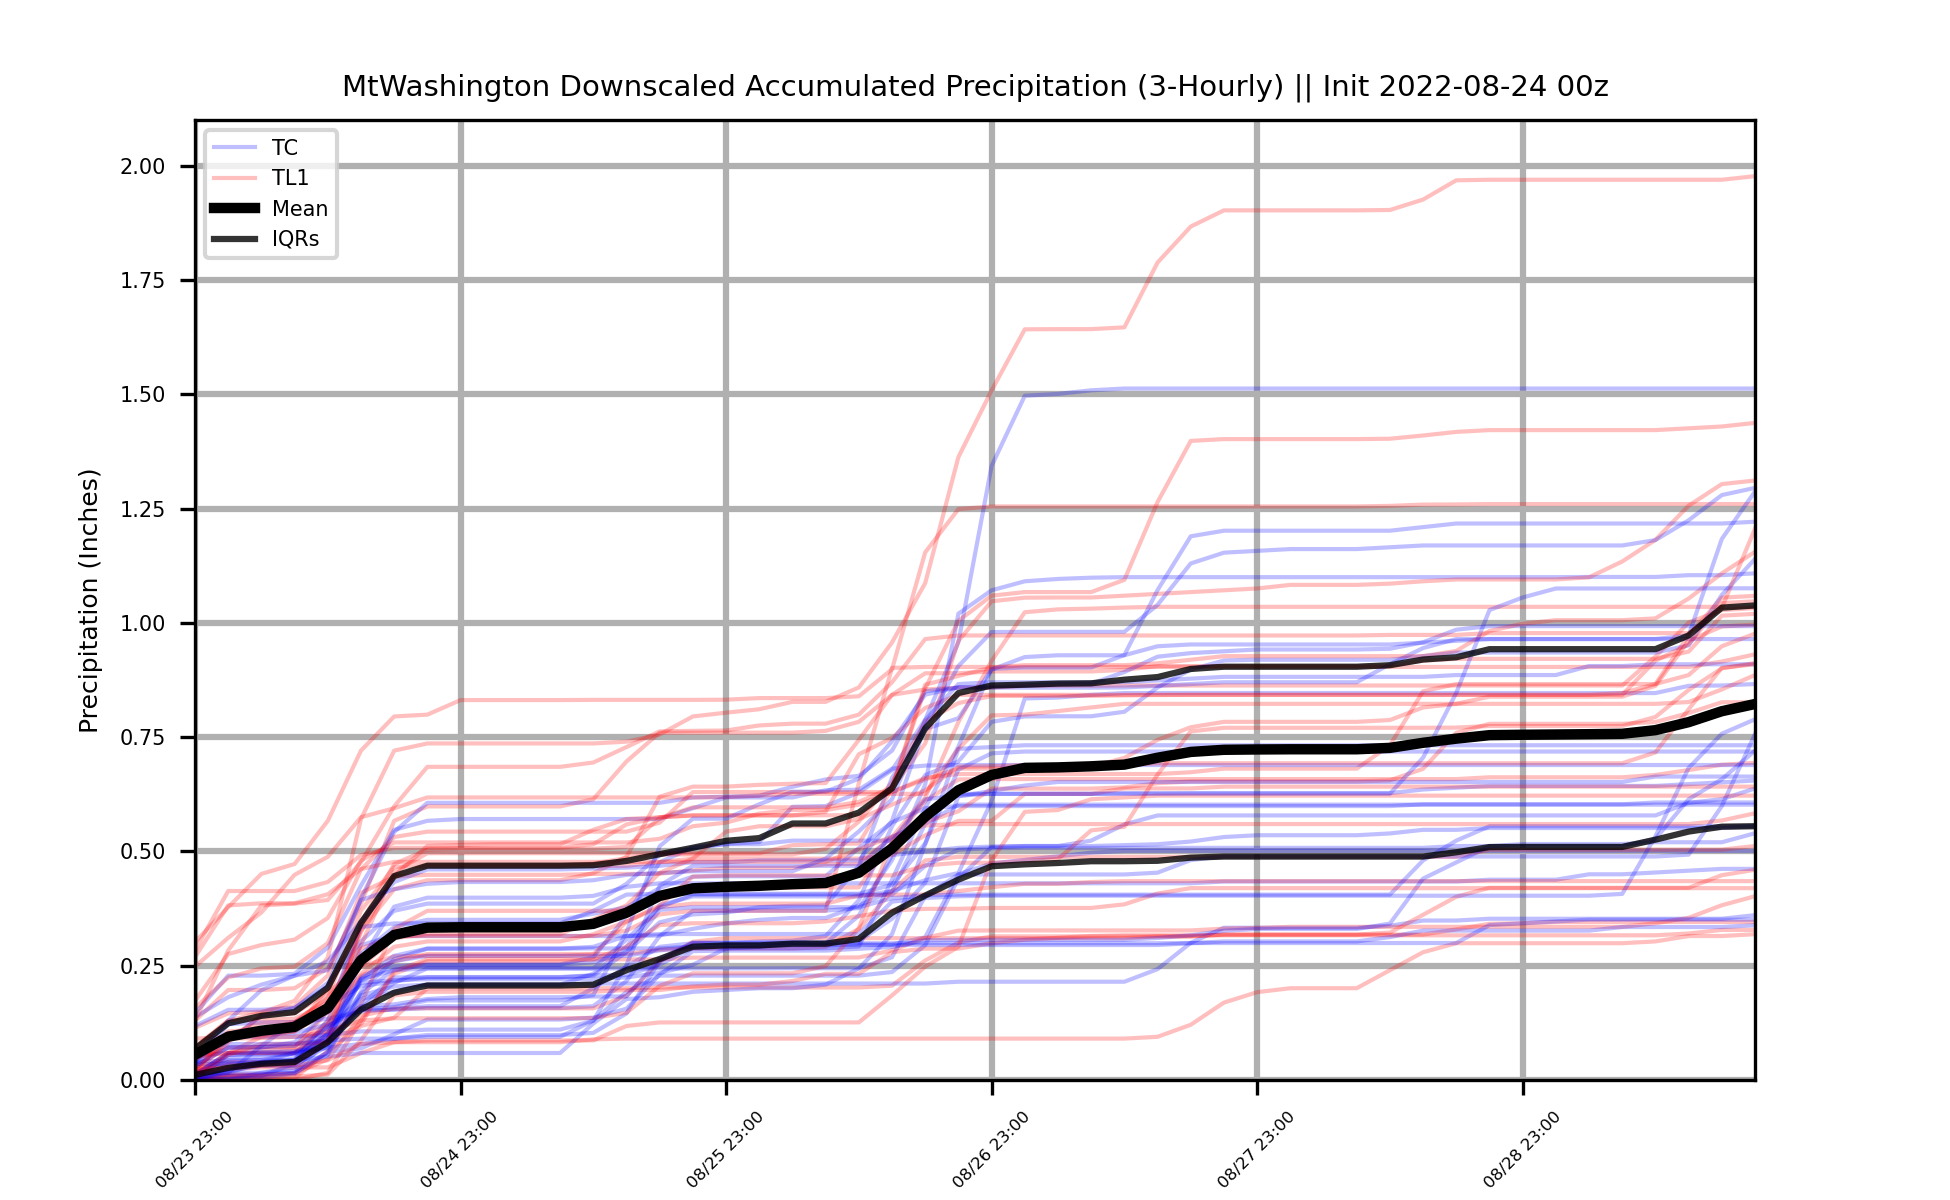 MtWashington Downscaled Accumulated Precipitation (3-Hourly) || Init 2022-08-24 00z
TC
TL1
Mean
IQRs
Precipitation (Inches)
2.00
1.75
1.50
1.25
1.00
0.75
0.50
0.25
0.00
08/23 23:00
08/24 23:00
08/25 23:00
08/26 23:00
08/27 23:00
08/28 23:00